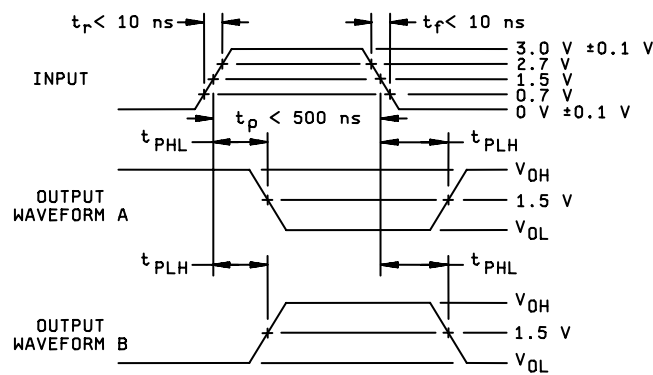 tr< 10 ns
tf< 10 ns
3.0 V ±0.1 V
2.7 V
INPUT
1.5 V
0.7 V
0 V ±0.1 V
tp < 500 ns
tPHL
tPLH
VOH
OUTPUT
WAVEFORM A
1.5 V
VOL
tPLH
tPHL
VOH
OUTPUT
WAVEFORM B
1.5 V
VOL